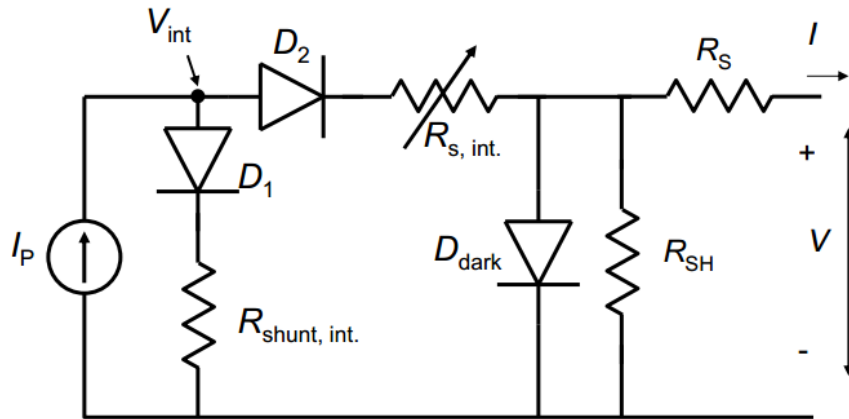 V_int
D_2
R_S
I
R_s, int.
D_1
+
I_P
D_dark
R_SH
V
R_shunt, int.
-